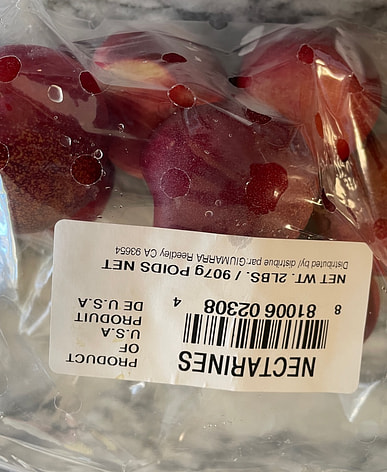 NECTARINES
8 81006 02308 4
PRODUCT
OF
U.S.A
PRODUIT
DE U.S.A
NET WT. 2LBS. / 907g POIDS NET
Distributed by/ distribue par:GIUMARRA Reedley CA 93654